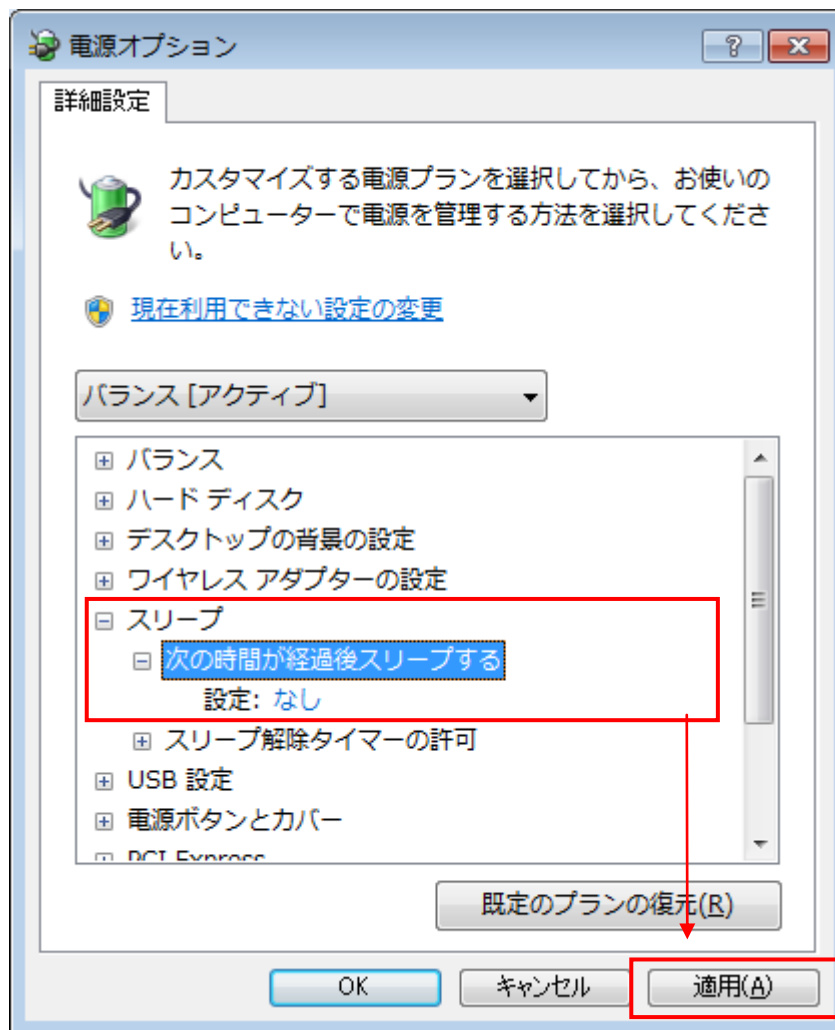 電源オプション
詳細設定
カスタマイズする電源プランを選択してから、お使いの
コンピューターで電源を管理する方法を選択してくださ
い。
現在利用できない設定の変更
バランス [アクティブ]
バランス
ハード ディスク
デスクトップの背景の設定
ワイヤレス アダプターの設定
スリープ
次の時間が経過後スリープする
設定: なし
スリープ解除タイマーの許可
USB 設定
電源ボタンとカバー
PCI Express
既定のプランの復元(R)
OK
キャンセル
適用(A)